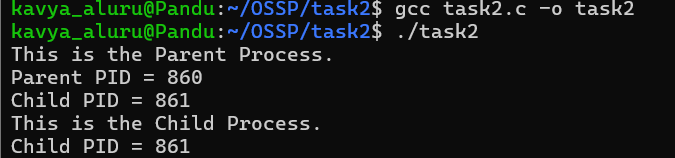 kavya_aluru@Pandu:~/OSSP/task2$ gcc task2.c -o task2
kavya_aluru@Pandu:~/OSSP/task2$ ./task2
This is the Parent Process.
Parent PID = 860
Child PID = 861
This is the Child Process.
Child PID = 861